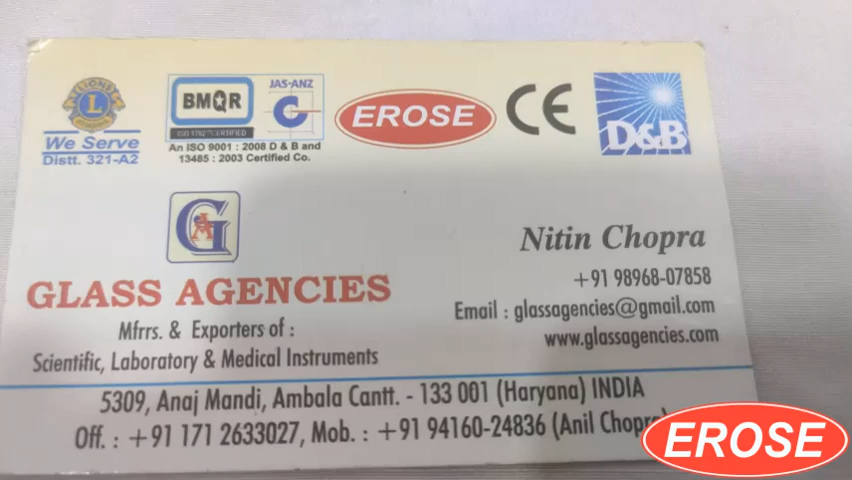 LIONS
L
We Serve
Distt. 321-A2
BMQR
JAS-ANZ
An ISO 9001 : 2008 D & B and
13485 : 2003 Certified Co.
EROSE
CE
D&B
GA
GLASS AGENCIES
Mfrrs. & Exporters of :
Scientific, Laboratory & Medical Instruments
Nitin Chopra
+91 98968-07858
Email : glassagencies@gmail.com
www.glassagencies.com
5309, Anaj Mandi, Ambala Cantt. - 133 001 (Haryana) INDIA
Off. : +91 171 2633027, Mob. : +91 94160-24836 (Anil Chopra)
EROSE